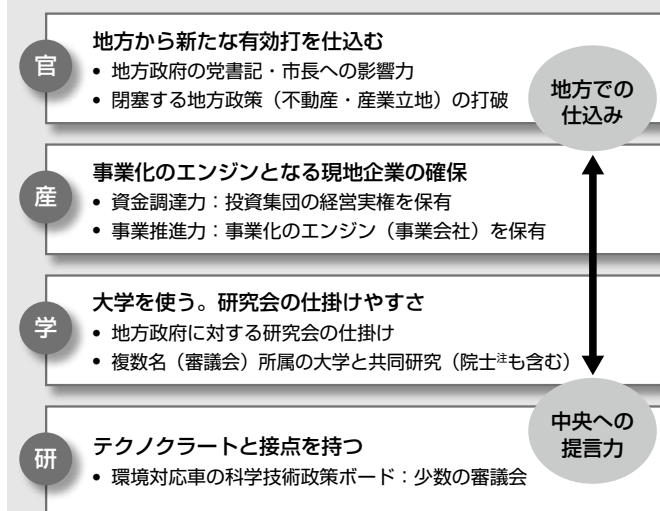 官
地方から新たな有効打を仕込む
• 地方政府の党書記・市長への影響力
• 閉塞する地方政策（不動産・産業立地）の打破
地方での
仕込み
産
事業化のエンジンとなる現地企業の確保
• 資金調達力：投資集団の経営実権を保有
• 事業推進力：事業化のエンジン（事業会社）を保有
学
大学を使う。研究会の仕掛けやすさ
• 地方政府に対する研究会の仕掛け
• 複数名（審議会）所属の大学と共同研究（院士注も含む）
中央への
提言力
研
テクノクラートと接点を持つ
• 環境対応車の科学技術政策ボード：少数の審議会